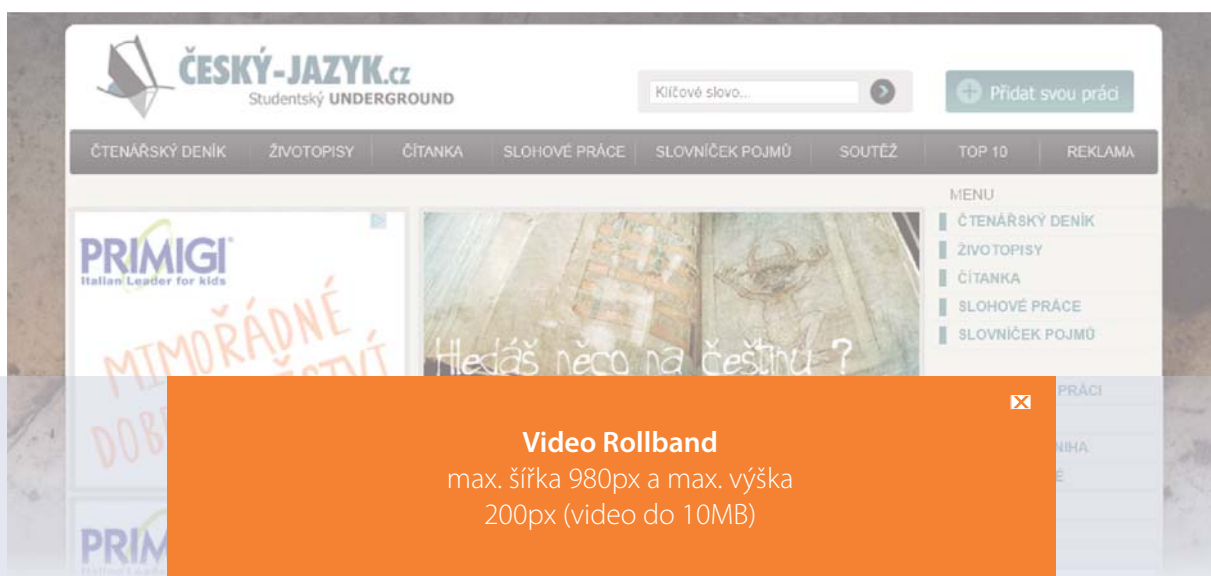 ČESKÝ-JAZYK.cz
Studentský UNDERGROUND
Klíčové slovo...
Přidat svou práci
ČTENÁŘSKÝ DENÍK
ŽIVOTOPISY
ČÍTANKA
SLOHOVÉ PRÁCE
SLOVNÍČEK POJMŮ
SOUTĚŽ
TOP 10
REKLAMA
MENU
ČTENÁŘSKÝ DENÍK
ŽIVOTOPISY
ČÍTANKA
SLOHOVÉ PRÁCE
SLOVNÍČEK POJMŮ
PRIMIGI
Italian Leader for kids
MIMOŘÁDNÉ
Hledáš něco na češtinu ?
PRÁCI
Video Rollband
max. šířka 980px a max. výška
200px (video do 10MB)